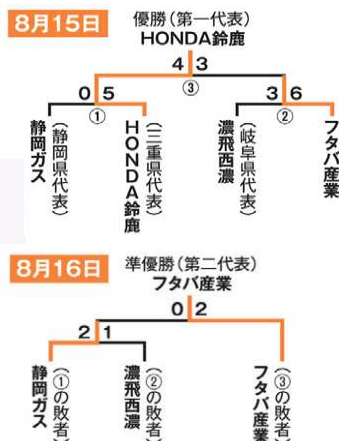 8月15日
優勝(第一代表)
HONDA鈴鹿
4 3
③
0 5
①
3 6
②
静岡ガス
(静岡県代表)
HONDA鈴鹿
(三重県代表)
濃飛西濃
(岐阜県代表)
フタバ産業
8月16日
準優勝(第二代表)
フタバ産業
0 2
2 1
静岡ガス
(①の敗者)
濃飛西濃
(②の敗者)
フタバ産業
(③の敗者)